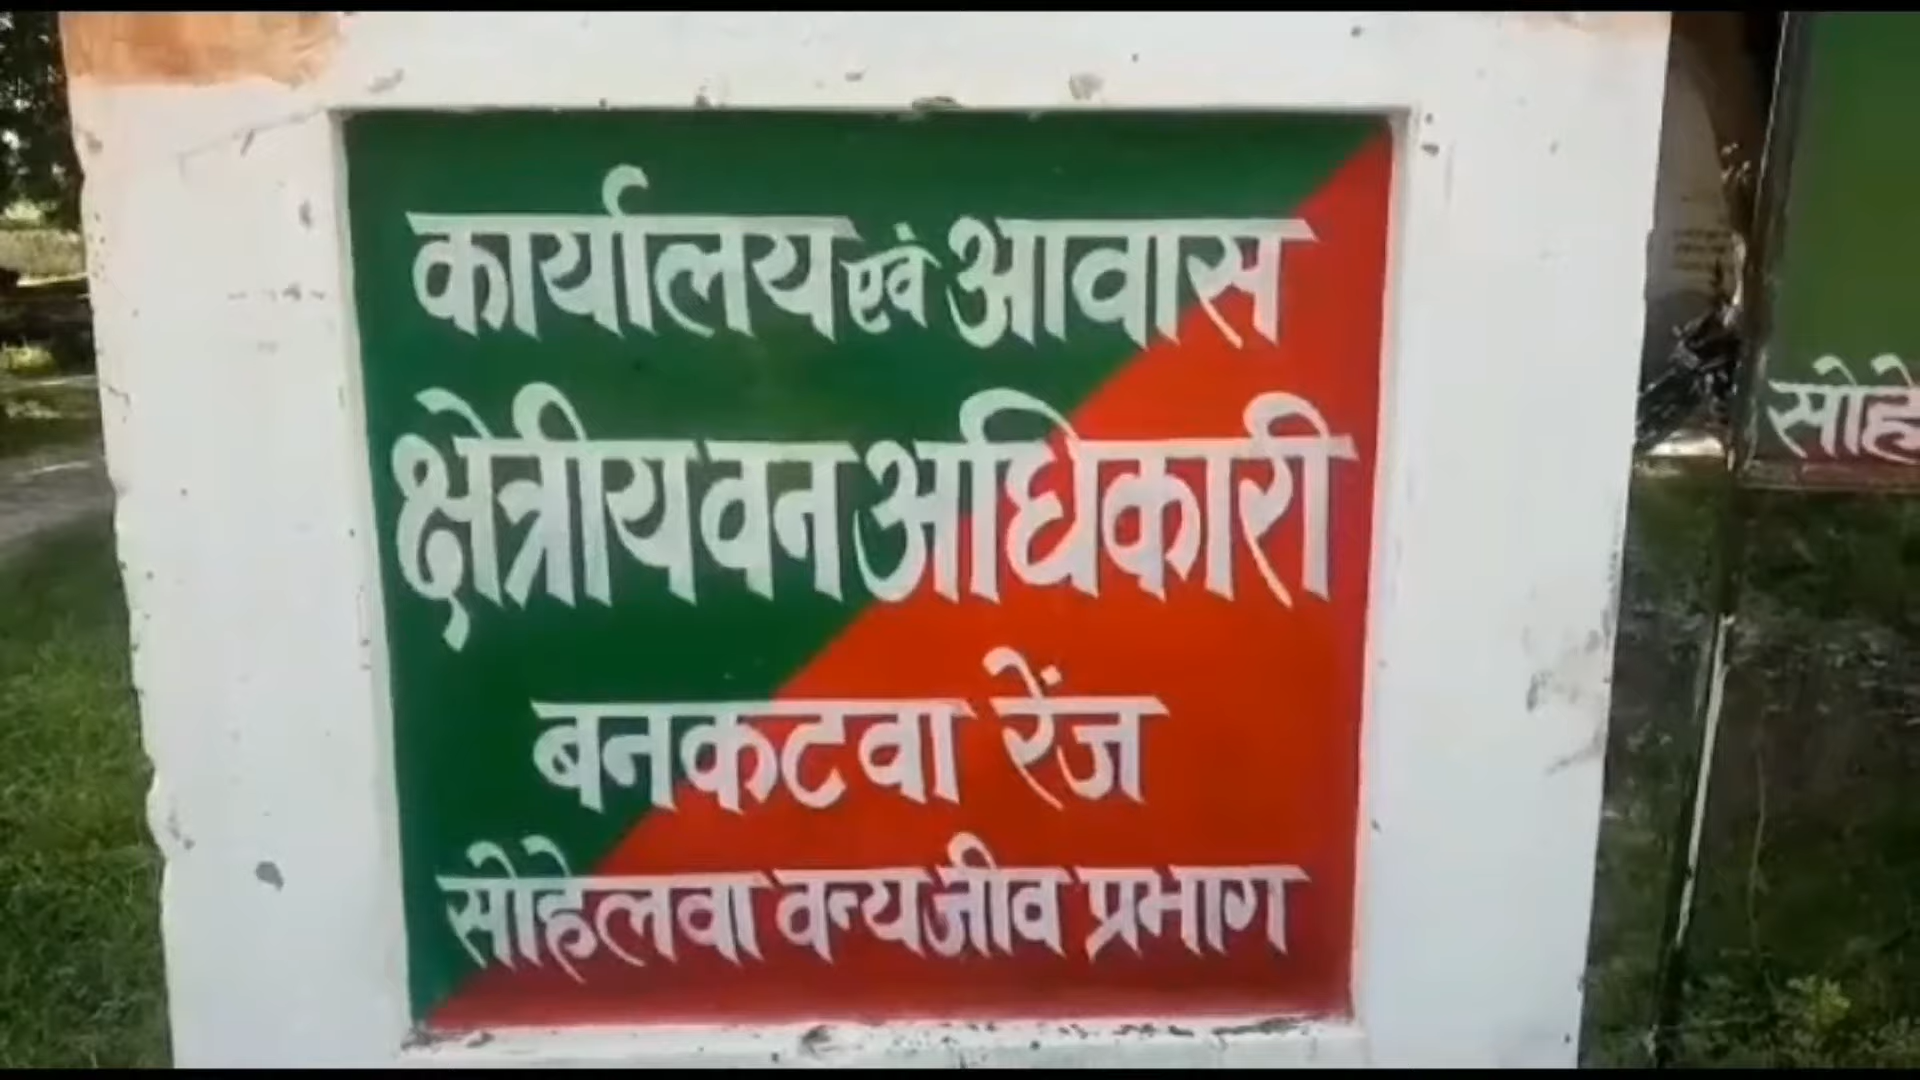 कार्यालय एवं आवास
क्षेत्रीय वन अधिकारी
बनकटवा रेंज
सोहेलवा वन्यजीव प्रभाग
सोहे